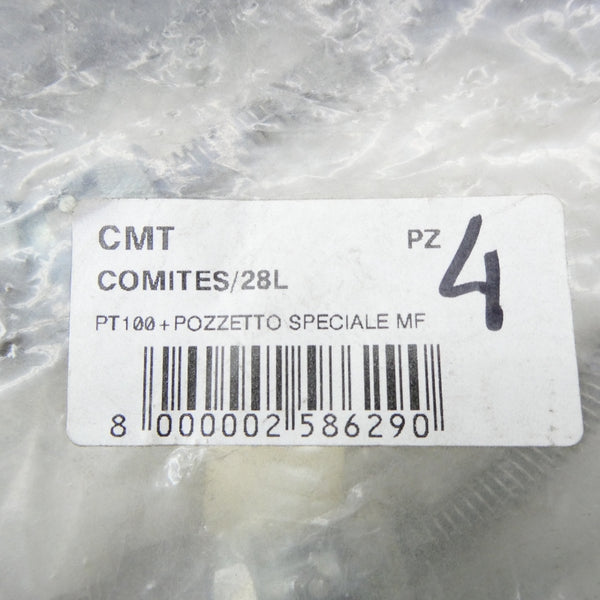 CMT PZ 4
COMITES/28L
PT100+POZZETTO SPECIALE MF
8 000002 586290